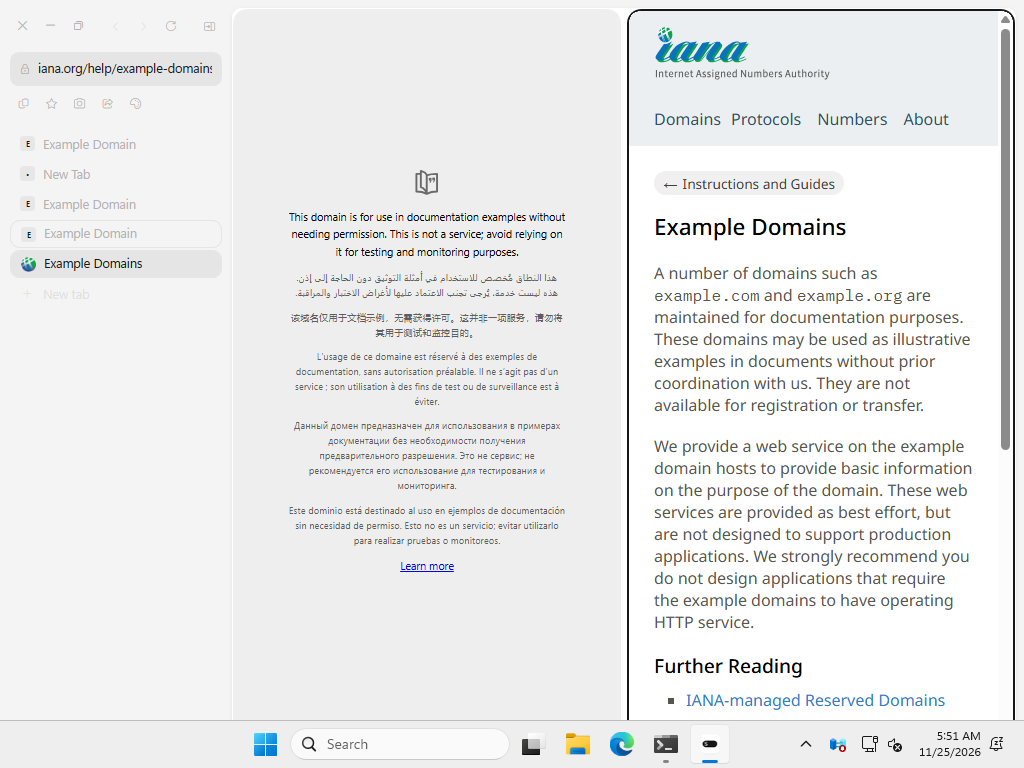 iana.org/help/example-domains
E Example Domain
New Tab
E Example Domain
E Example Domain
Example Domains
New tab
This domain is for use in documentation examples without
needing permission. This is not a service; avoid relying on
it for testing and monitoring purposes.
هذا النطاق مُخصص للاستخدام في أمثلة التوثيق دون الحاجة إلى إذن.
هذه ليست خدمة، يُرجى تجنب الاعتماد عليها لأغراض الاختبار والمراقبة.
该域名仅用于文档示例，无需获得许可。这并非一项服务，请勿将
其用于测试和监控目的。
L'usage de ce domaine est réservé à des exemples de
documentation, sans autorisation préalable. Il ne s'agit pas d'un
service ; son utilisation à des fins de test ou de surveillance est à
éviter.
Данный домен предназначен для использования в примерах
документации без необходимости получения
предварительного разрешения. Это не сервис; не
рекомендуется его использование для тестирования и
мониторинга.
Este dominio está destinado al uso en ejemplos de documentación
sin necesidad de permiso. Esto no es un servicio; evitar utilizarlo
para realizar pruebas o monitoreos.
Learn more
iana
Internet Assigned Numbers Authority
Domains Protocols Numbers About
← Instructions and Guides
Example Domains
A number of domains such as
example.com and example.org are
maintained for documentation purposes.
These domains may be used as illustrative
examples in documents without prior
coordination with us. They are not
available for registration or transfer.
We provide a web service on the example
domain hosts to provide basic information
on the purpose of the domain. These web
services are provided as best effort, but
are not designed to support production
applications. We strongly recommend you
do not design applications that require
the example domains to have operating
HTTP service.
Further Reading
IANA-managed Reserved Domains
Search
5:51 AM
11/25/2026